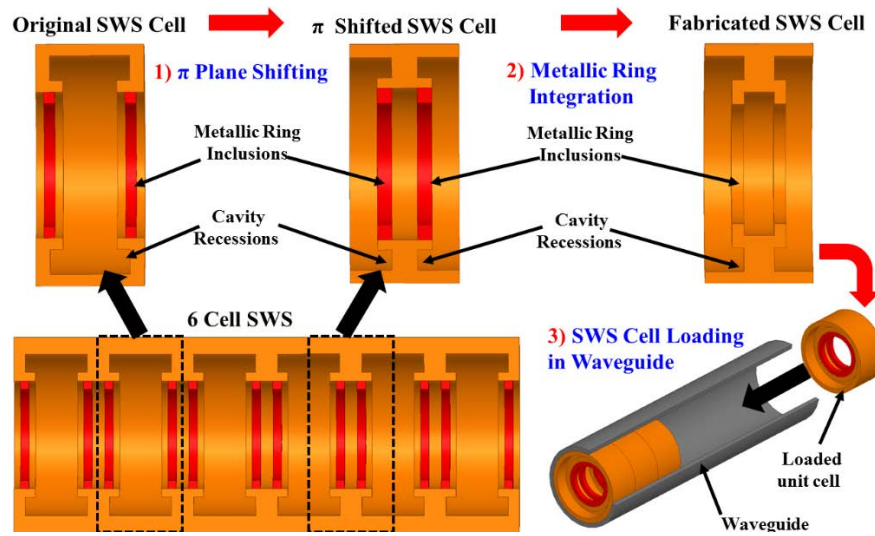 Original SWS Cell
π Shifted SWS Cell
Fabricated SWS Cell
1) π Plane Shifting
2) Metallic Ring
Integration
Metallic Ring
Inclusions
Metallic Ring
Inclusions
Cavity
Recessions
Cavity
Recessions
6 Cell SWS
3) SWS Cell Loading
in Waveguide
Loaded
unit cell
Waveguide